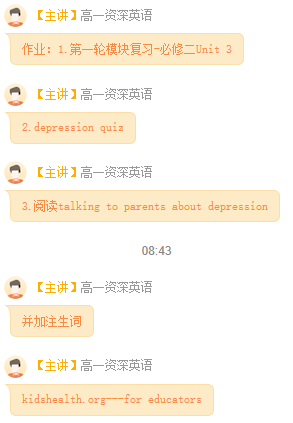 【主讲】高一资深英语
作业：1.第一轮模块复习-必修二Unit 3
【主讲】高一资深英语
2.depression quiz
【主讲】高一资深英语
3.阅读talking to parents about depression
08:43
【主讲】高一资深英语
并加注生词
【主讲】高一资深英语
kidshealth.org---for educators